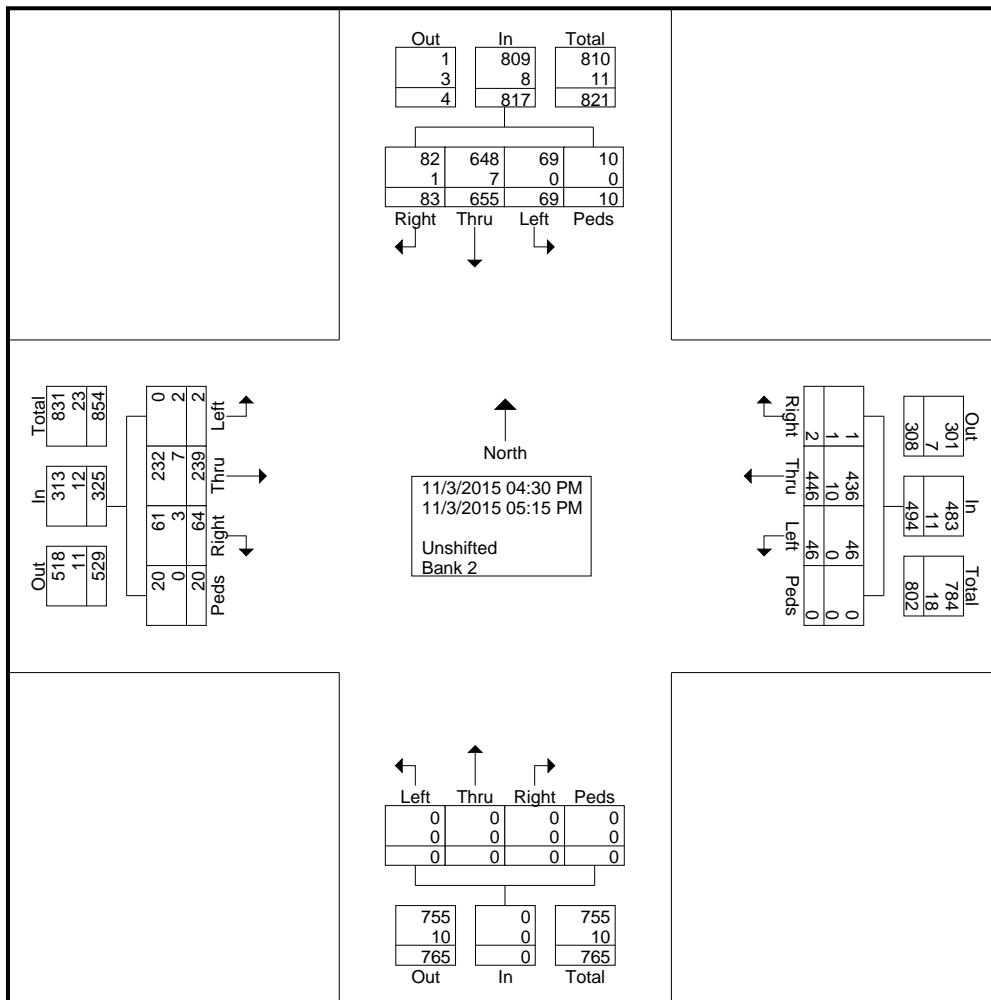 Out In Total
1 809 810
3 8 11
4 817 821
82 648 69 10
1 7 0 0
83 655 69 10
Right Thru Left Peds
Total In Out
831 313 518
23 12 11
854 325 529
0 232 61 20
2 7 3 0
2 239 64 20
Left Thru Right Peds
North
11/3/2015 04:30 PM
11/3/2015 05:15 PM
Unshifted
Bank 2
Right Thru Left Peds
2 446 46 0
1 10 0 0
1 436 46 0
Out In Total
301 483 784
7 11 18
308 494 802
Left Thru Right Peds
0 0 0 0
0 0 0 0
0 0 0 0
755 0 755
10 0 10
765 0 765
Out In Total